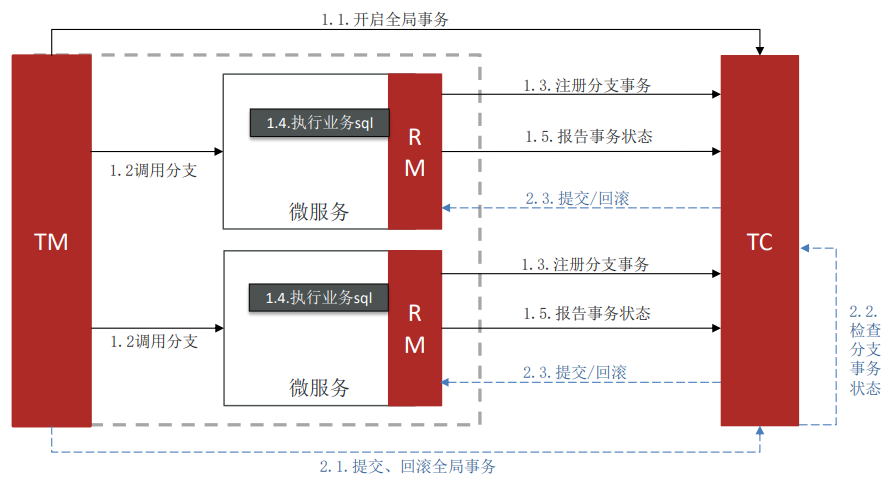 1.1.开启全局事务
1.3.注册分支事务
1.4.执行业务sql
R
M
1.5.报告事务状态
1.2调用分支
2.3.提交/回滚
微服务
TM
TC
1.3.注册分支事务
1.4.执行业务sql
R
M
1.5.报告事务状态
1.2调用分支
2.3.提交/回滚
微服务
2.2.
检查
分支
事务
状态
2.1.提交、回滚全局事务